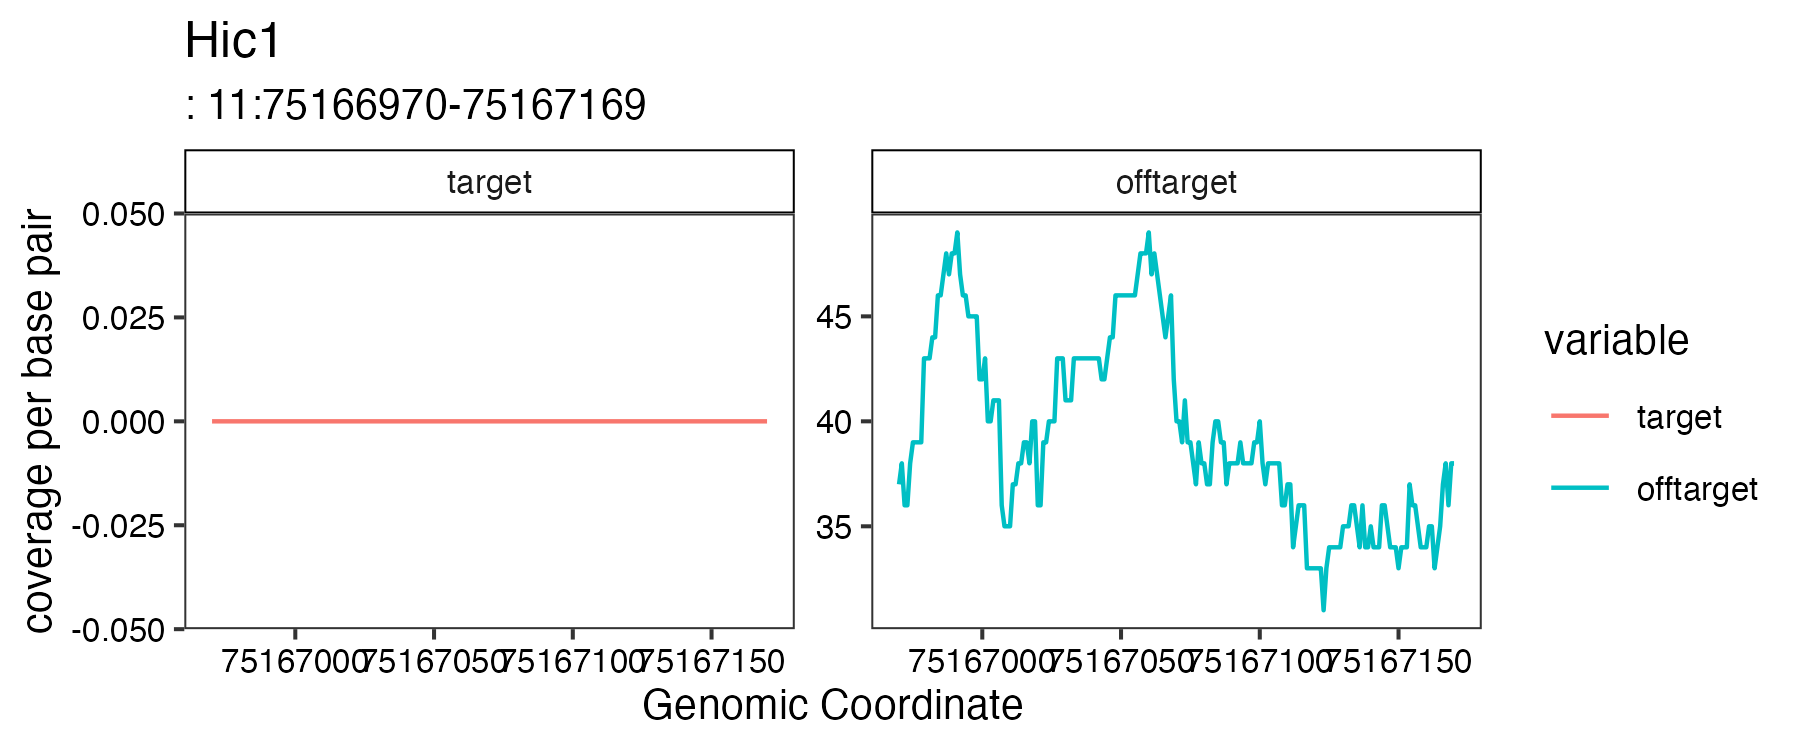 Hic1
: 11:75166970-75167169
target
offtarget
coverage per base pair
0.050
0.025
0.000
-0.025
-0.050
45
40
35
75167000 75167050 75167100 75167150
75167000 75167050 75167100 75167150
Genomic Coordinate
variable
target
offtarget